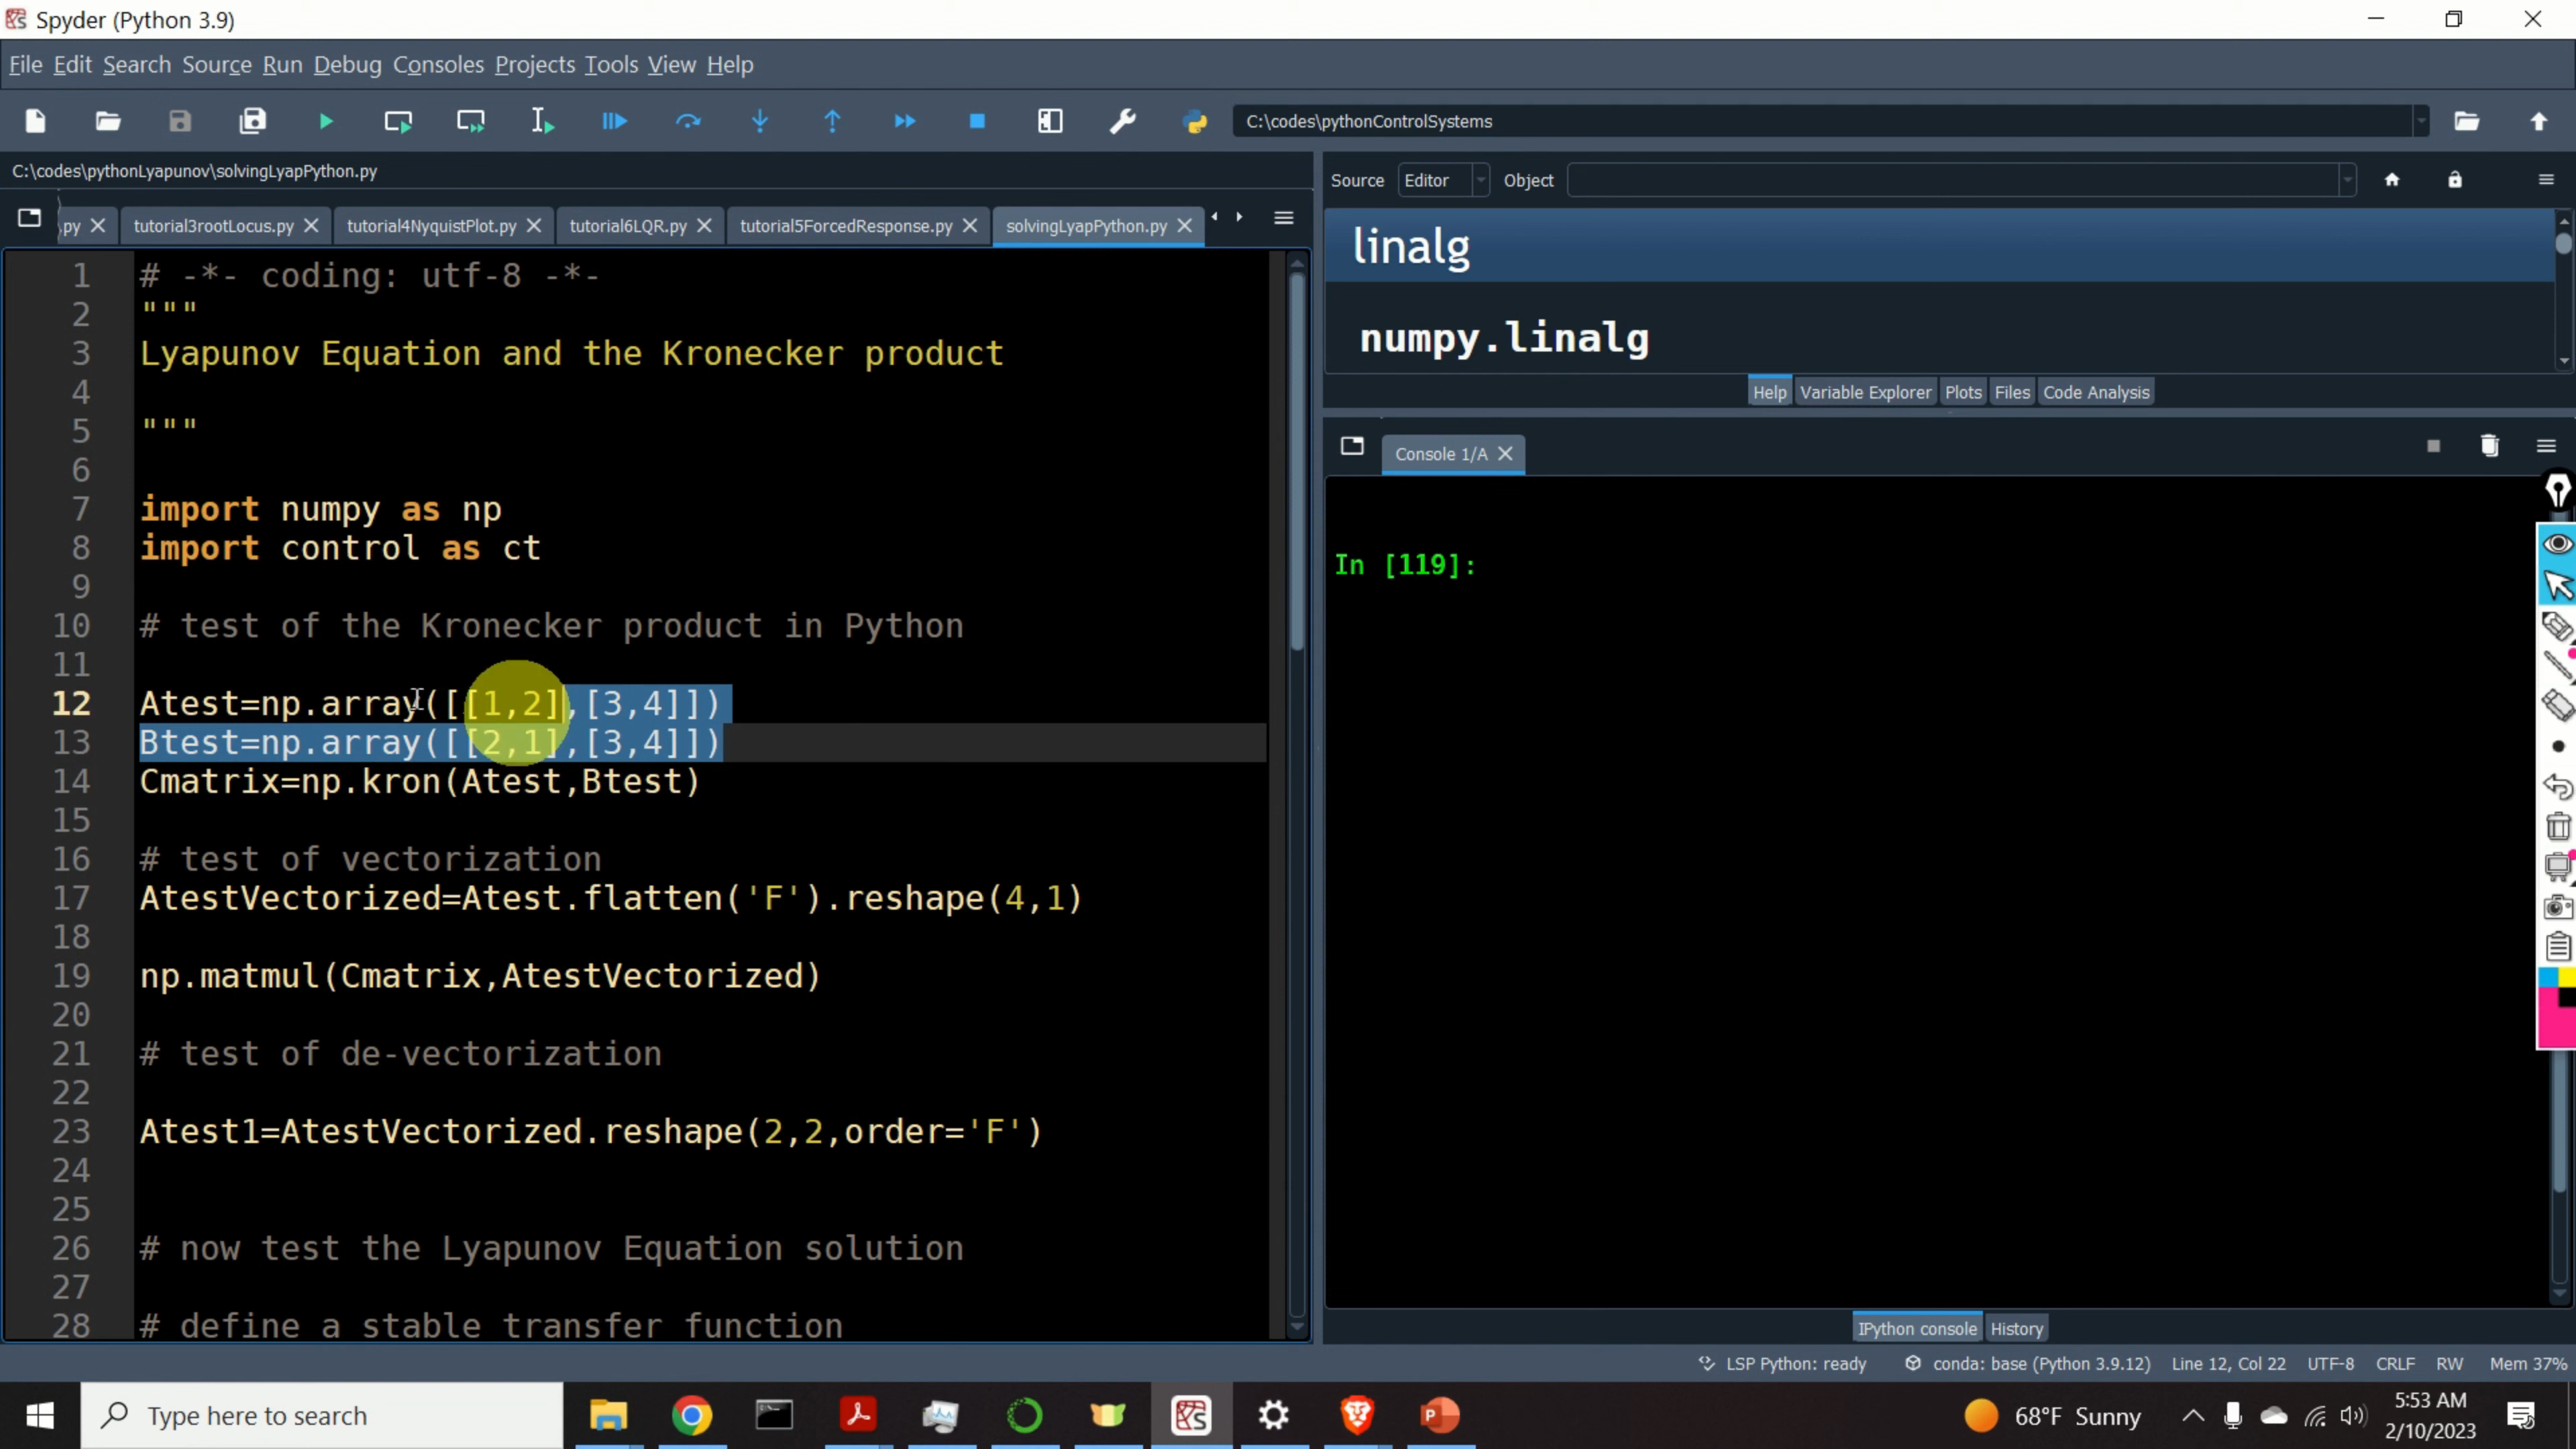 Spyder (Python 3.9)
File Edit Search Source Run Debug Consoles Projects Tools View Help
C:\codes\pythonControlSystems
C:\codes\pythonLyapunov\solvingLyapPython.py
Source Editor Object
.py tutorial3rootLocus.py tutorial4NyquistPlot.py tutorial6LQR.py tutorial5ForcedResponse.py solvingLyapPython.py
linalg
numpy.linalg
Help Variable Explorer Plots Files Code Analysis
Console 1/A
In [119]:
1 # -*- coding: utf-8 -*-
2 """
3 Lyapunov Equation and the Kronecker product
4
5 """
6
7 import numpy as np
8 import control as ct
9
10 # test of the Kronecker product in Python
11
12 Atest=np.array([[1,2],[3,4]])
13 Btest=np.array([[2,1],[3,4]])
14 Cmatrix=np.kron(Atest,Btest)
15
16 # test of vectorization
17 AtestVectorized=Atest.flatten('F').reshape(4,1)
18
19 np.matmul(Cmatrix,AtestVectorized)
20
21 # test of de-vectorization
22
23 Atest1=AtestVectorized.reshape(2,2,order='F')
24
25
26 # now test the Lyapunov Equation solution
27
28 # define a stable transfer function
IPython console History
LSP Python: ready conda: base (Python 3.9.12) Line 12, Col 22 UTF-8 CRLF RW Mem 37%
Type here to search
68°F Sunny
5:53 AM
2/10/2023